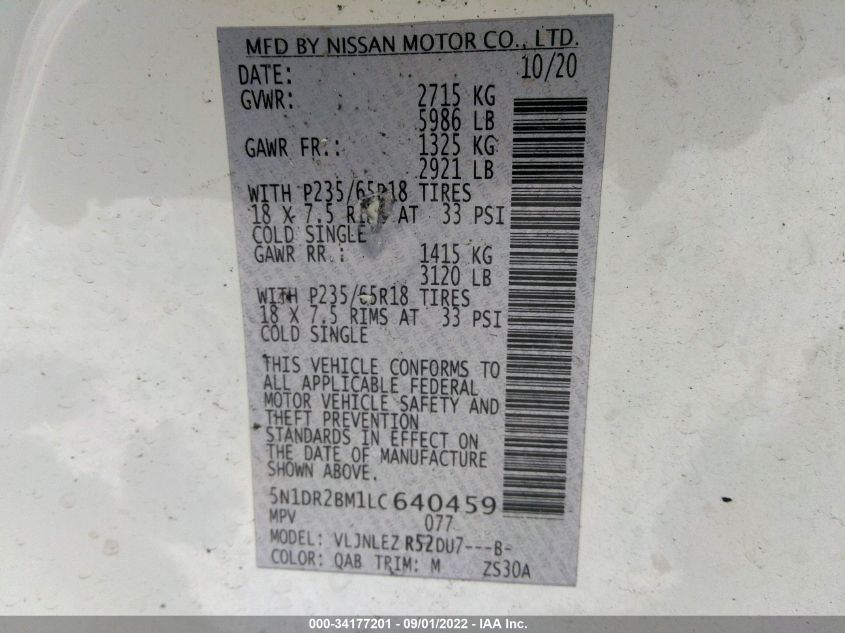 MFD BY NISSAN MOTOR CO., LTD.
DATE: 10/20
GVWR: 2715 KG
5986 LB
GAWR FR.: 1325 KG
2921 LB
WITH P235/65R18 TIRES
18 X 7.5 RIMS AT 33 PSI
COLD SINGLE
GAWR RR.: 1415 KG
3120 LB
WITH P235/65R18 TIRES
18 X 7.5 RIMS AT 33 PSI
COLD SINGLE
THIS VEHICLE CONFORMS TO
ALL APPLICABLE FEDERAL
MOTOR VEHICLE SAFETY AND
THEFT PREVENTION
STANDARDS IN EFFECT ON
THE DATE OF MANUFACTURE
SHOWN ABOVE.
5N1DR2BM1LC640459
MPV 077
MODEL: VLJNLEZ R52DU7---B-
COLOR: QAB TRIM: M ZS30A
000-34177201 - 09/01/2022 - IAA Inc.